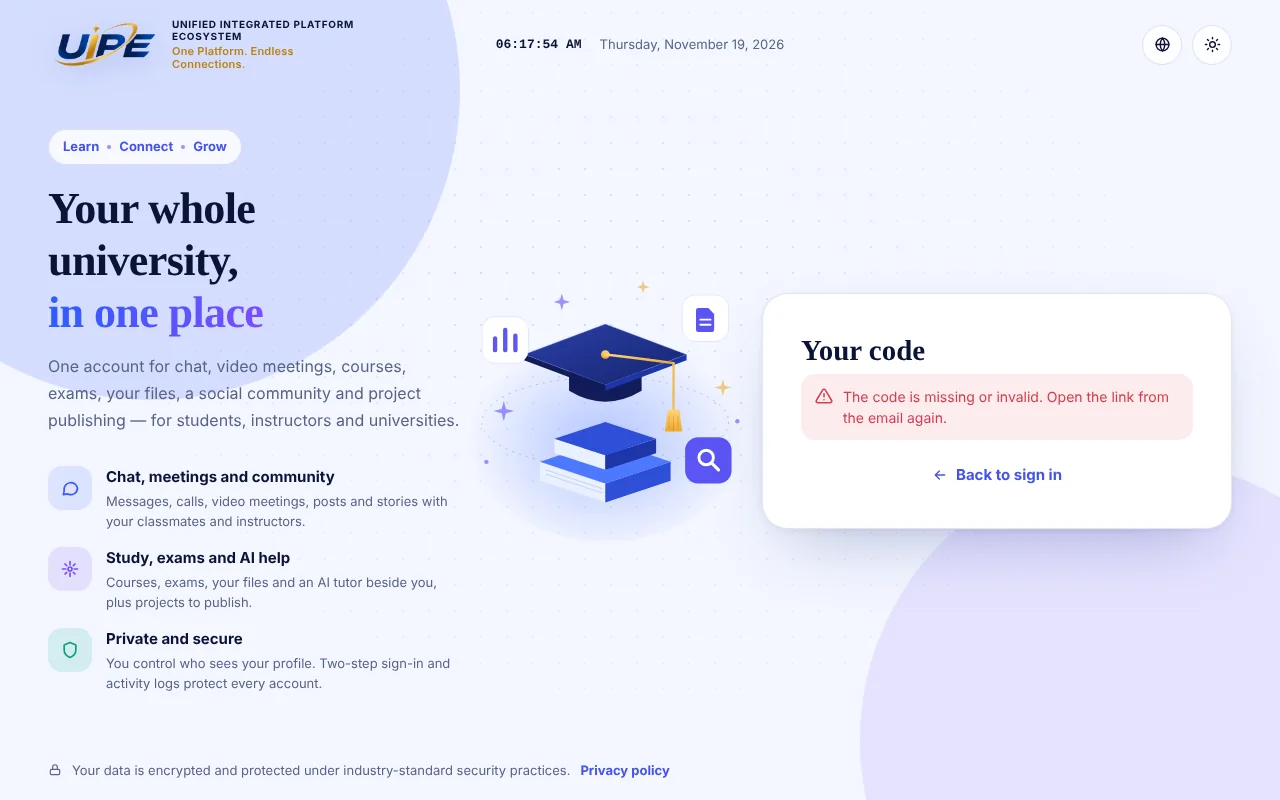 UIPE
UNIFIED INTEGRATED PLATFORM
ECOSYSTEM
One Platform. Endless
Connections.
06:17:54 AM Thursday, November 19, 2026
Learn • Connect • Grow
Your whole
university,
in one place
One account for chat, video meetings, courses,
exams, your files, a social community and project
publishing — for students, instructors and universities.
Chat, meetings and community
Messages, calls, video meetings, posts and stories with
your classmates and instructors.
Study, exams and AI help
Courses, exams, your files and an AI tutor beside you,
plus projects to publish.
Private and secure
You control who sees your profile. Two-step sign-in and
activity logs protect every account.
Your code
The code is missing or invalid. Open the link from
the email again.
← Back to sign in
Your data is encrypted and protected under industry-standard security practices. Privacy policy